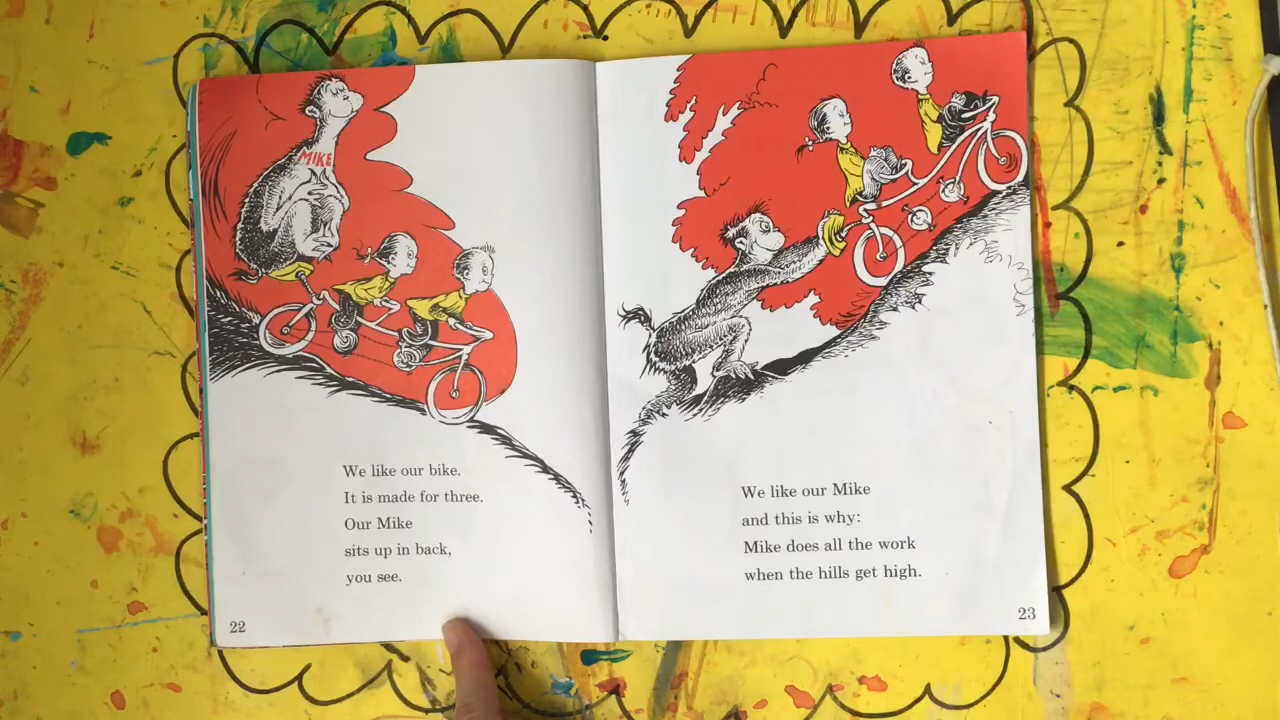 MIKE
We like our bike.
It is made for three.
Our Mike
sits up in back,
you see.
22
We like our Mike
and this is why:
Mike does all the work
when the hills get high.
23